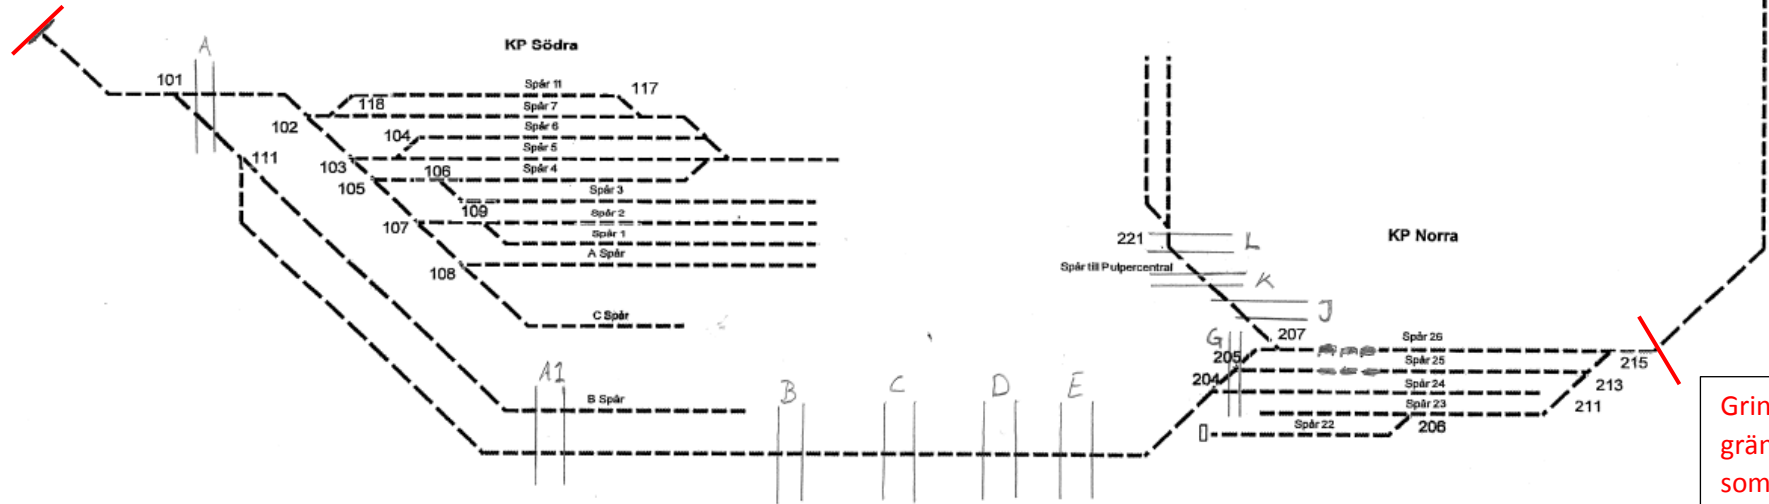 KP Södra
A
101
Spår 11
117
118
Spår 7
102
104
Spår 6
103
Spår 5
111
106
Spår 4
105
Spår 3
109
Spår 2
107
Spår 1
A Spår
108
C Spår
A1
B Spår
B
C
D
E
KP Norra
221
L
Spår till Pulpercentral
K
J
207
G
Spår 26
205
Spår 25
215
204
Spår 24
213
Spår 23
211
Spår 22
206
Grin
grän
som